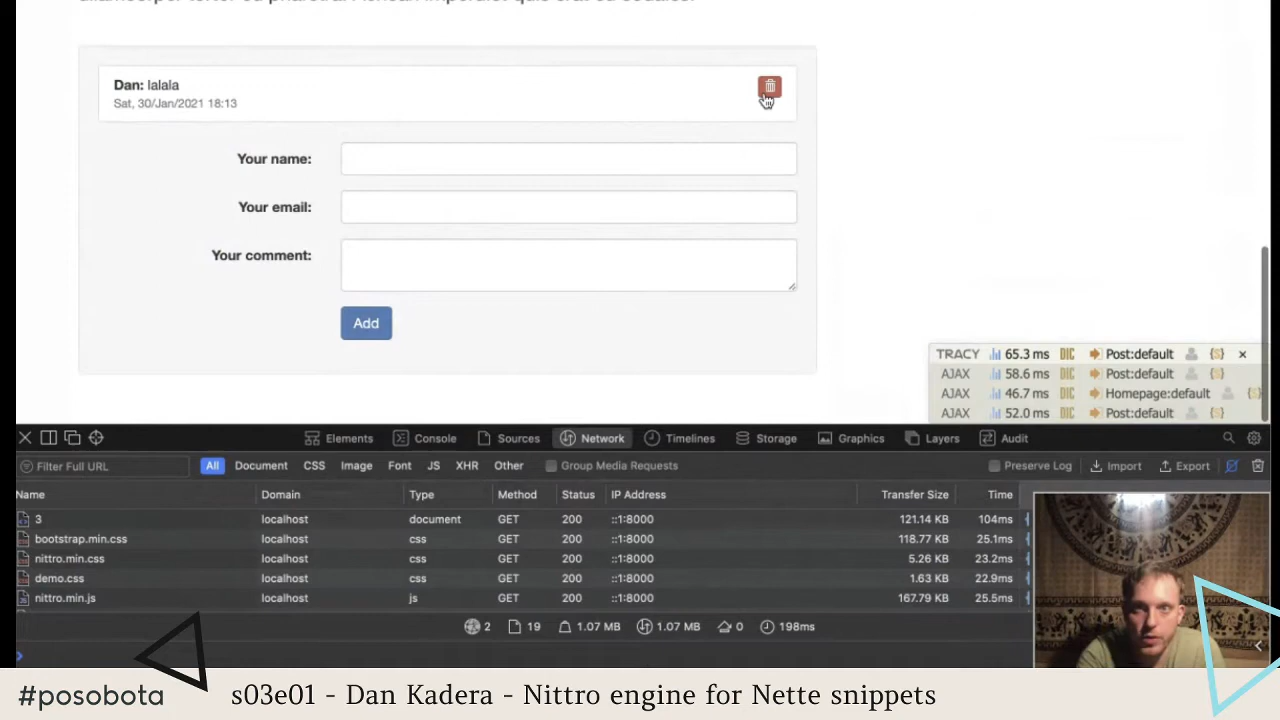 Dan: lalala
Sat, 30/Jan/2021 18:13
Your name:
Your email:
Your comment:
Add
TRACY 65.3 ms DIC Post:default ×
AJAX 58.6 ms DIC Post:default
AJAX 46.7 ms DIC Homepage:default
AJAX 52.0 ms DIC Post:default
Elements Console Sources Network Timelines Storage Graphics Layers Audit
Filter Full URL All Document CSS Image Font JS XHR Other Group Media Requests Preserve Log Import Export
Name Domain Type Method Status IP Address Transfer Size Time
3 localhost document GET 200 ::1:8000 121.14 KB 104ms
bootstrap.min.css localhost css GET 200 ::1:8000 118.77 KB 25.1ms
nittro.min.css localhost css GET 200 ::1:8000 5.26 KB 23.2ms
demo.css localhost css GET 200 ::1:8000 1.63 KB 22.9ms
nittro.min.js localhost js GET 200 ::1:8000 167.79 KB 25.5ms
2 19 1.07 MB 1.07 MB 0 198ms
#posobota s03e01 - Dan Kadera - Nittro engine for Nette snippets